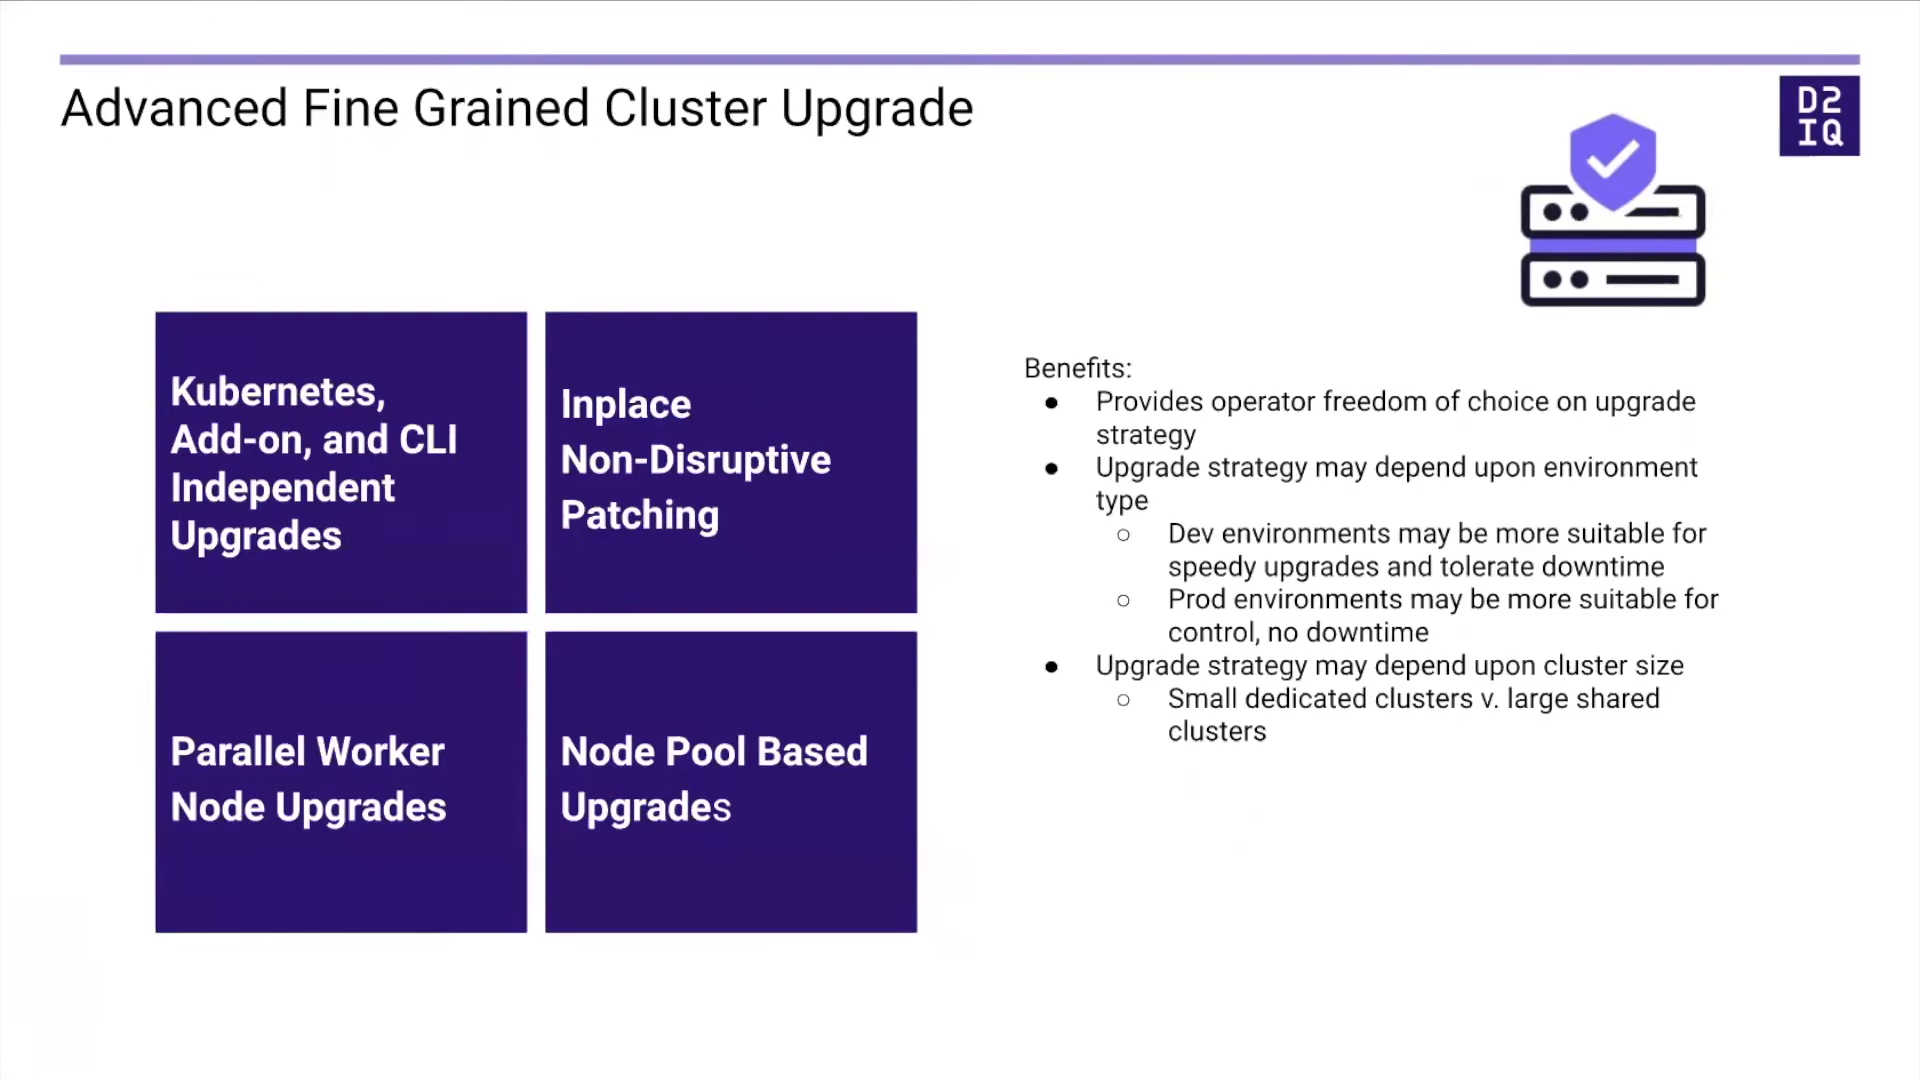 Advanced Fine Grained Cluster Upgrade
D2
IQ
Kubernetes,
Add-on, and CLI
Independent
Upgrades
Inplace
Non-Disruptive
Patching
Parallel Worker
Node Upgrades
Node Pool Based
Upgrades
Benefits:
● Provides operator freedom of choice on upgrade
strategy
● Upgrade strategy may depend upon environment
type
○ Dev environments may be more suitable for
speedy upgrades and tolerate downtime
○ Prod environments may be more suitable for
control, no downtime
● Upgrade strategy may depend upon cluster size
○ Small dedicated clusters v. large shared
clusters